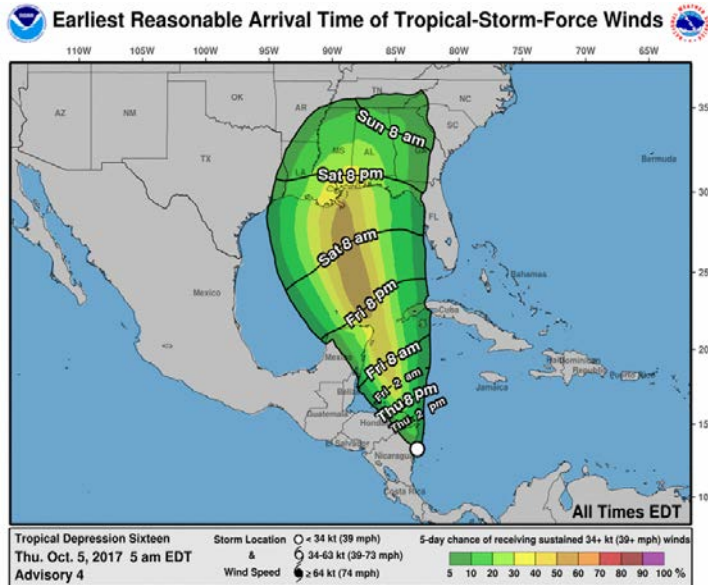 Earliest Reasonable Arrival Time of Tropical-Storm-Force Winds
110W 105W 100W 95W 90W 85W 80W 75W 70W 65W
AZ NM OK AR TN NC
SC
TX MS AL
LA
FL
Sun 8 am
Sat 8 pm
Sat 8 am
Fri 8 pm
Fri 8 am
Fri 2 am
Thu 8 pm
Thu 2 pm
Bermuda
Bahamas
Mexico
Cuba
Mexico
Jamaica
Republic
Puerto Rico
Guatemala
El Salvador
Nicaragua
Costa Rica
35
30
25
20
15
10
All Times EDT
Tropical Depression Sixteen
Thu. Oct. 5, 2017 5 am EDT
Advisory 4
Storm Location
&
Wind Speed
< 34 kt (39 mph)
34-63 kt (39-73 mph)
≥ 64 kt (74 mph)
5-day chance of receiving sustained 34+ kt (39+ mph) winds
5 10 20 30 40 50 60 70 80 90 100 %